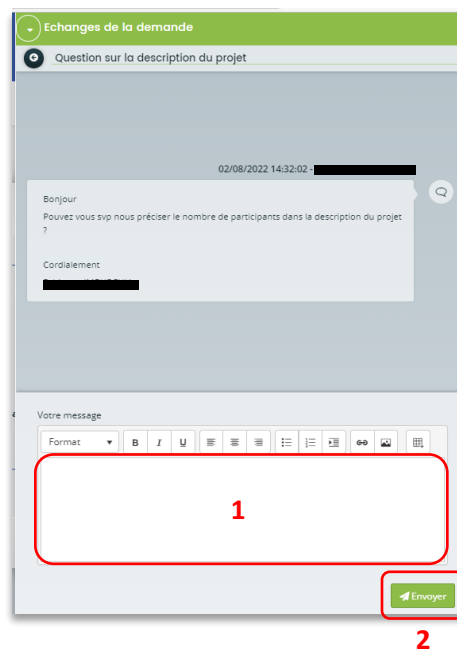 Echanges de la demande
Question sur la description du projet
02/08/2022 14:32:02 -
Bonjour
Pouvez vous svp nous préciser le nombre de participants dans la description du projet
?
Cordialement
Votre message
Format B I U
1
Envoyer
2